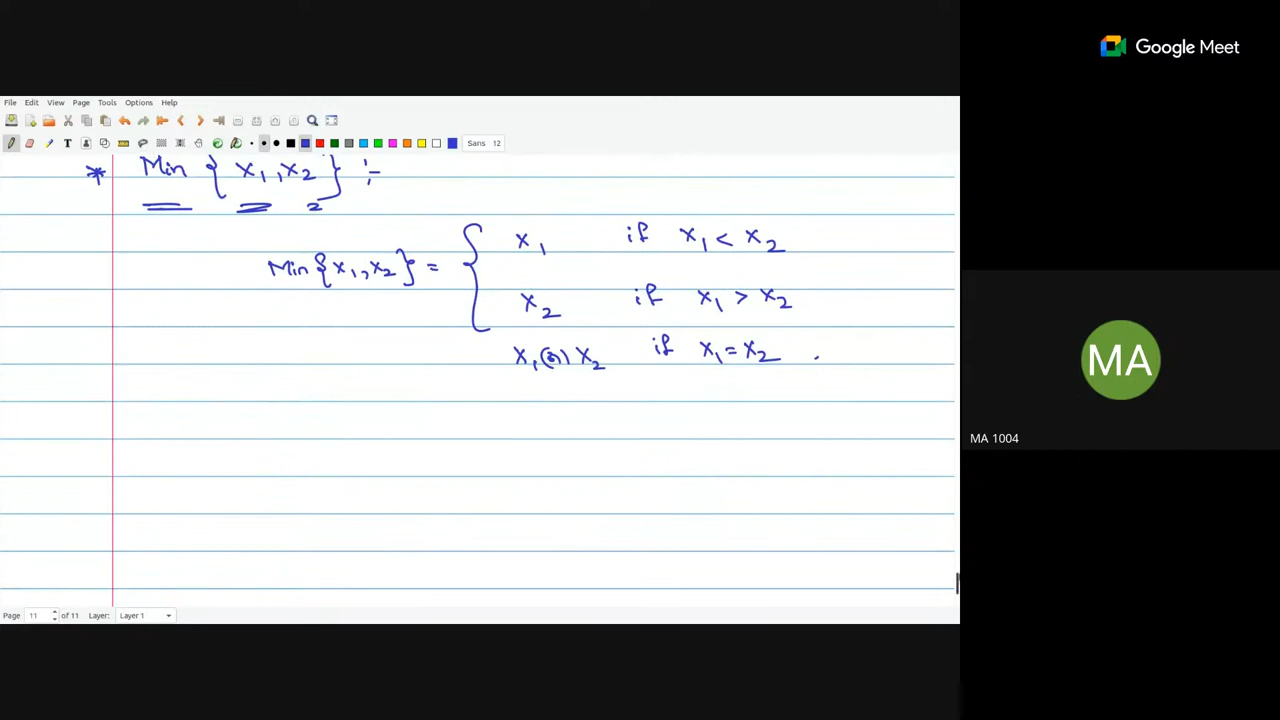 Google Meet
File Edit View Page Tools Options Help
T Sans 12
* Min { x₁, x₂ } :-
x₁ if x₁ < x₂
Min{x₁, x₂} = {
x₂ if x₁ > x₂
x₁ (or) x₂ if x₁ = x₂ .
MA
MA 1004
Page 11 of 11 Layer: Layer 1